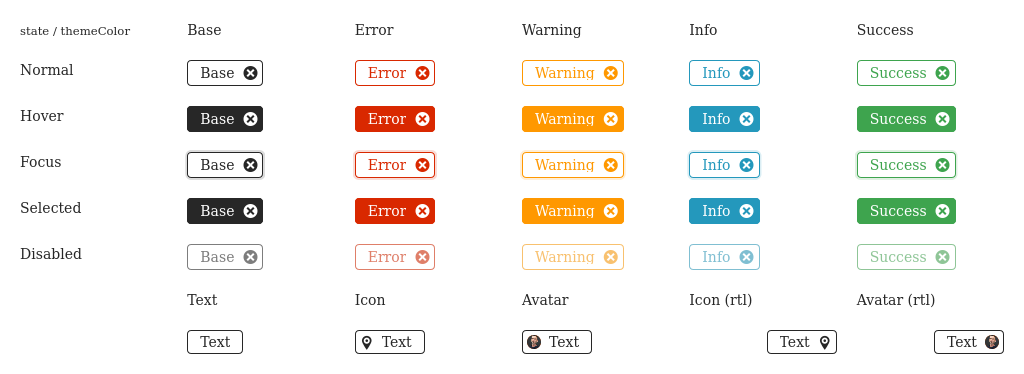 state / themeColor Base Error Warning Info Success
Normal Base Error Warning Info Success
Hover Base Error Warning Info Success
Focus Base Error Warning Info Success
Selected Base Error Warning Info Success
Disabled Base Error Warning Info Success
Text Icon Avatar Icon (rtl) Avatar (rtl)
Text Text Text Text Text